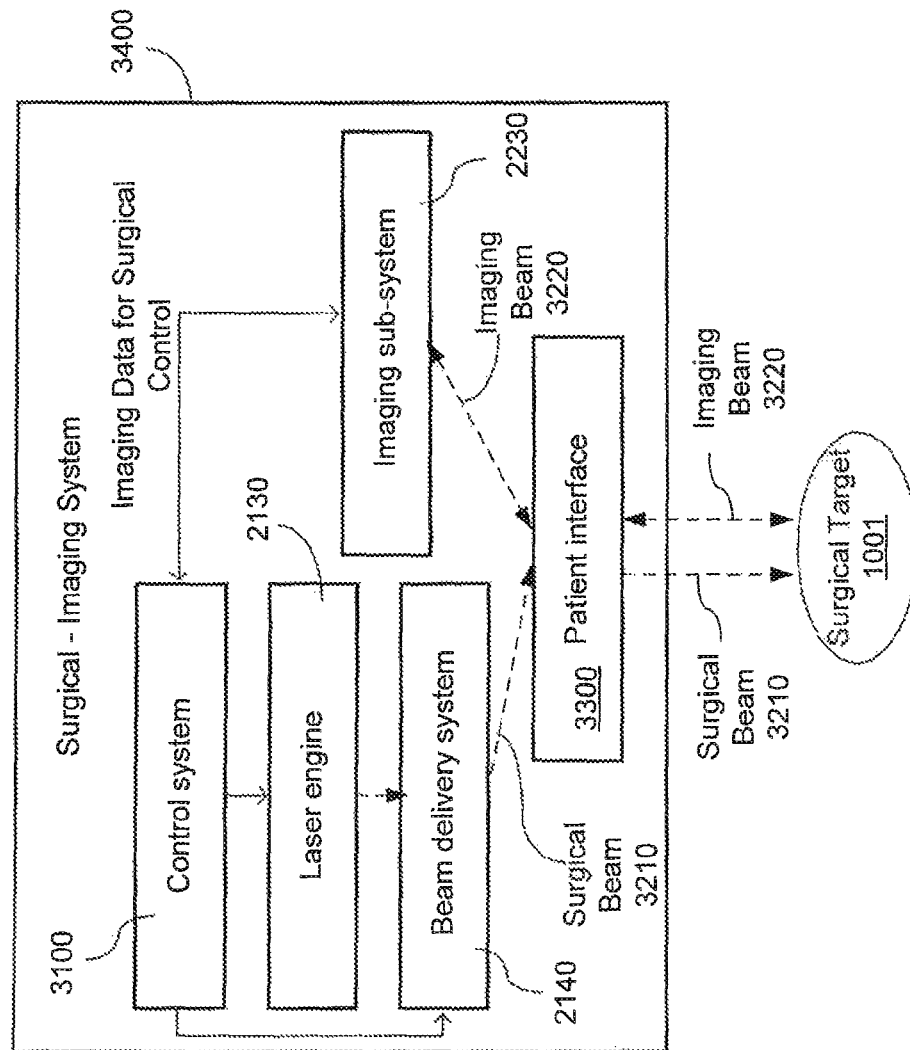 Surgical - Imaging System
3400
Imaging Data for Surgical
Control
3100
Control system
2130
Laser engine
Imaging sub-system
2230
Beam delivery system
2140
Imaging
Beam
3220
Surgical
Beam
3210
Patient interface
3300
Surgical
Beam
3210
Imaging
Beam
3220
Surgical Target
1001